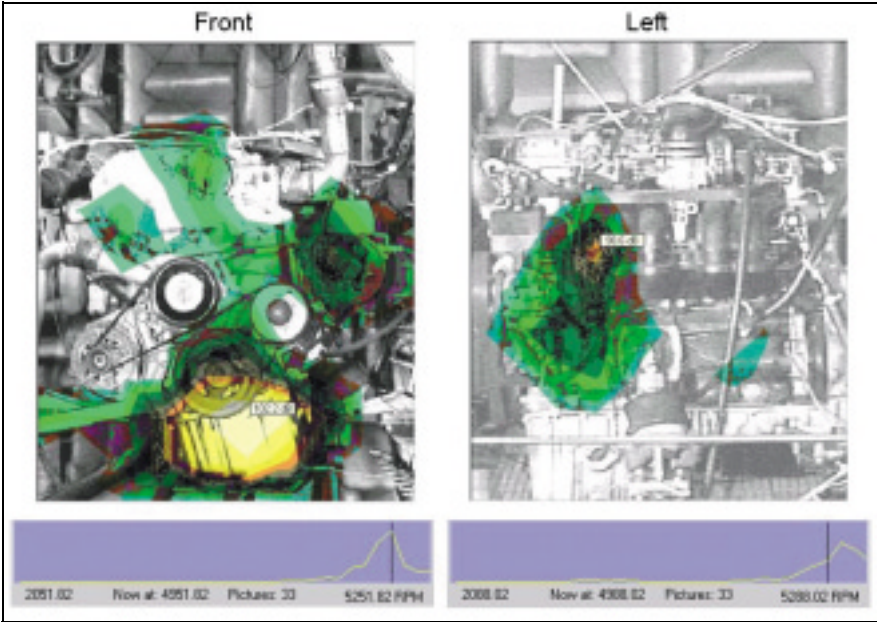 Front
Left
2051.02 Now at: 4951.02 Pictures: 33 5251.02 RPM
2088.02 Now at: 4988.02 Pictures: 33 5288.02 RPM